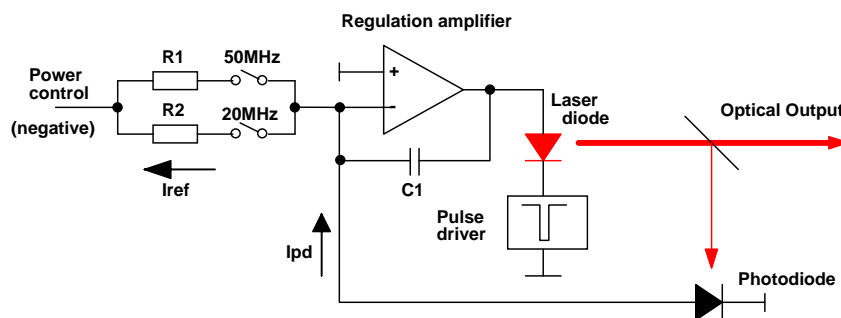 Regulation amplifier
R1
50MHz
Power
control
(negative)
R2
20MHz
+
-
Laser
diode
Optical Output
Iref
C1
Pulse
driver
Ipd
Photodiode